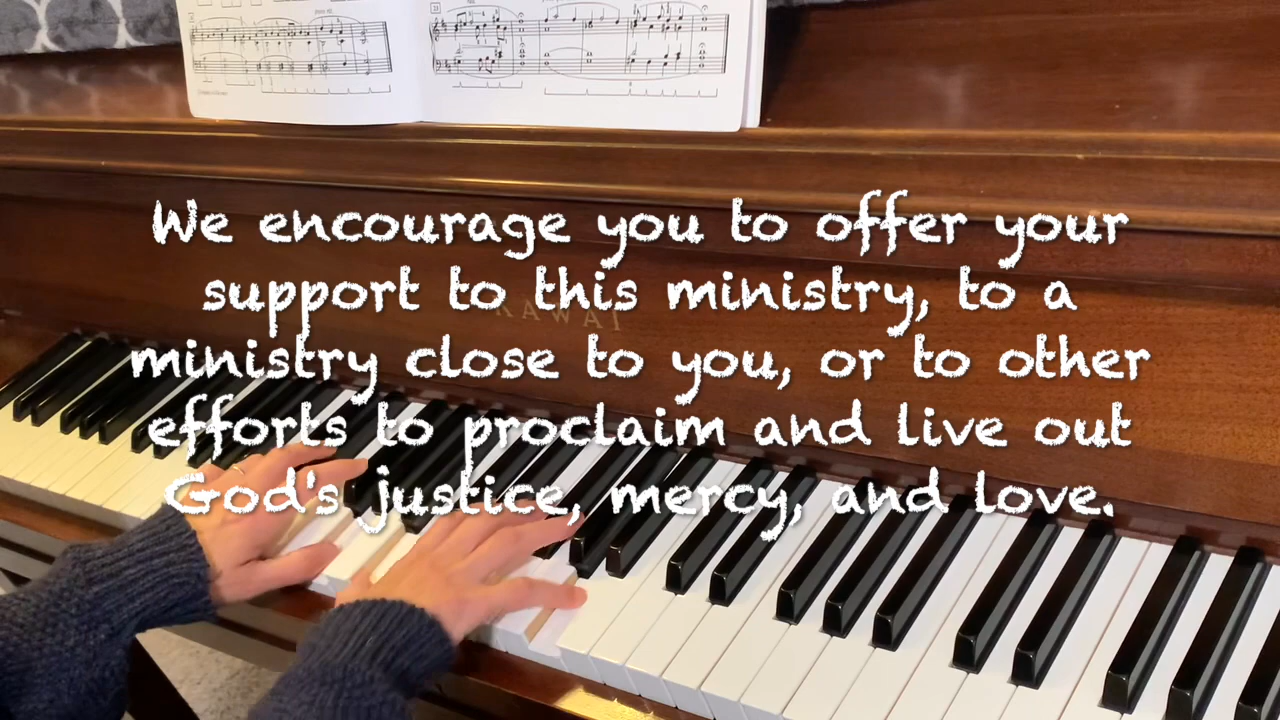 We encourage you to offer your
support to this ministry, to a
KAWAI
ministry close to you, or to other
efforts to proclaim and live out
God's justice, mercy, and love.